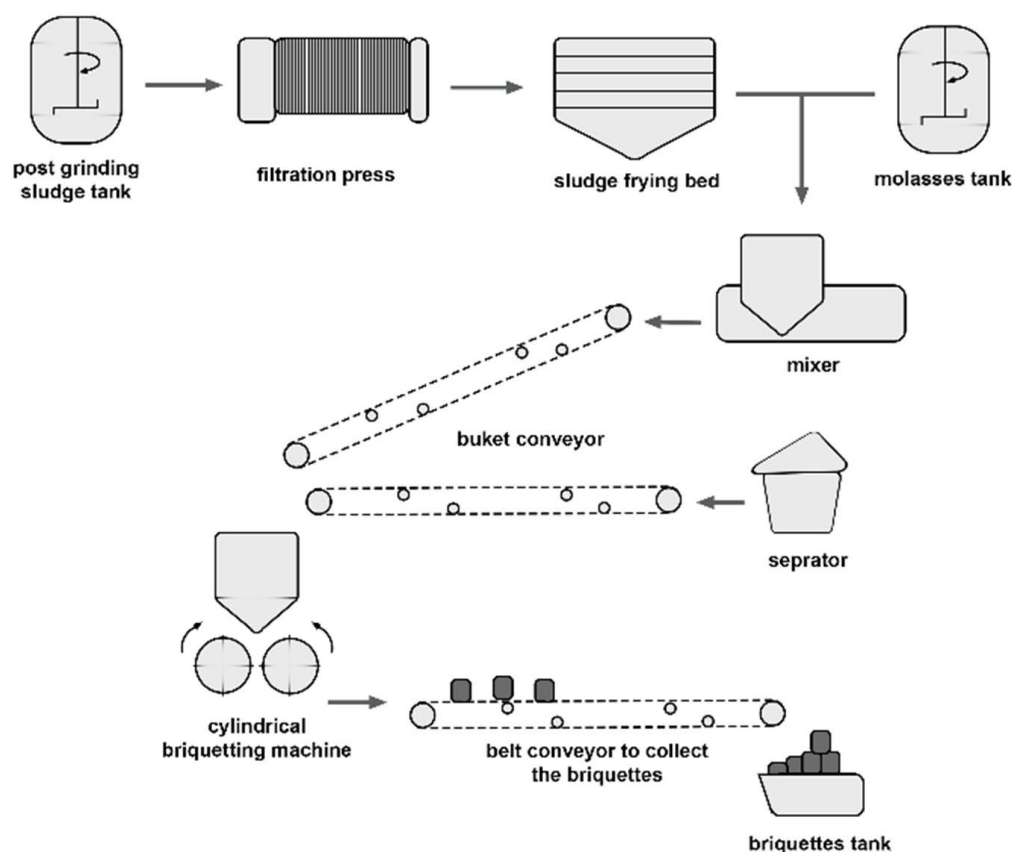 post grinding
sludge tank
filtration press
sludge frying bed
molasses tank
mixer
buket conveyor
seprator
cylindrical
briquetting machine
belt conveyor to collect
the briquettes
briquettes tank